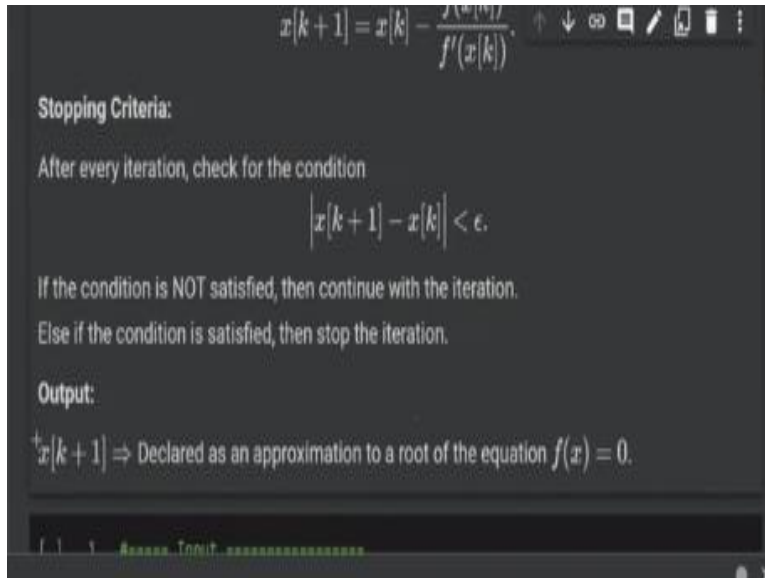 x[k + 1] = x[k] − f(x[k]) / f′(x[k]).
Stopping Criteria:
After every iteration, check for the condition
|x[k + 1] − x[k]| < ϵ.
If the condition is NOT satisfied, then continue with the iteration.
Else if the condition is satisfied, then stop the iteration.
Output:
x[k + 1] ⇒ Declared as an approximation to a root of the equation f(x) = 0.
[ ] 1 #===== Input =================